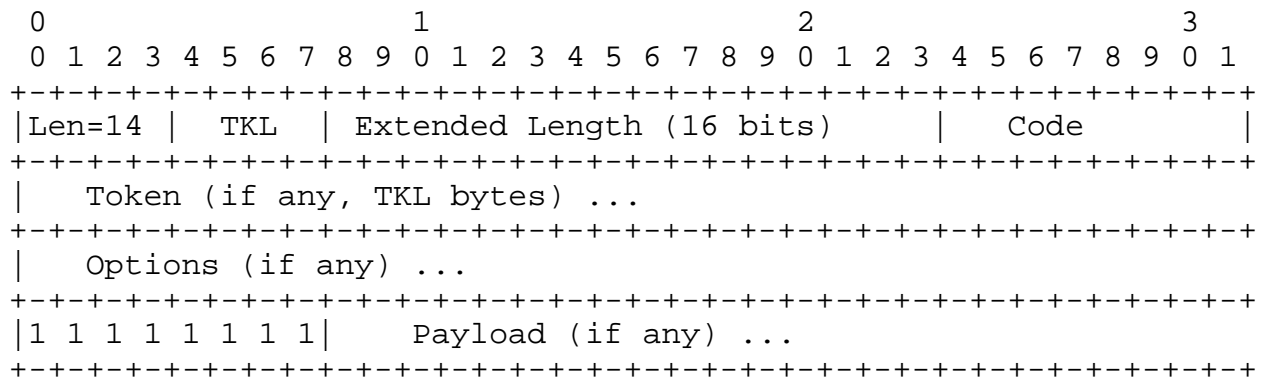 0                   1                   2                   3
 0 1 2 3 4 5 6 7 8 9 0 1 2 3 4 5 6 7 8 9 0 1 2 3 4 5 6 7 8 9 0 1
+-+-+-+-+-+-+-+-+-+-+-+-+-+-+-+-+-+-+-+-+-+-+-+-+-+-+-+-+-+-+-+-+
|Len=14 |  TKL  | Extended Length (16 bits)     |   Code        |
+-+-+-+-+-+-+-+-+-+-+-+-+-+-+-+-+-+-+-+-+-+-+-+-+-+-+-+-+-+-+-+-+
|   Token (if any, TKL bytes) ...
+-+-+-+-+-+-+-+-+-+-+-+-+-+-+-+-+-+-+-+-+-+-+-+-+-+-+-+-+-+-+-+-+
|   Options (if any) ...
+-+-+-+-+-+-+-+-+-+-+-+-+-+-+-+-+-+-+-+-+-+-+-+-+-+-+-+-+-+-+-+-+
|1 1 1 1 1 1 1 1|    Payload (if any) ...
+-+-+-+-+-+-+-+-+-+-+-+-+-+-+-+-+-+-+-+-+-+-+-+-+-+-+-+-+-+-+-+-+